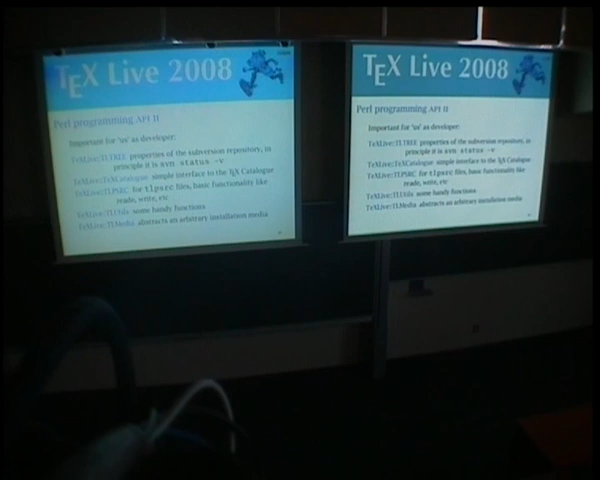 TEX Live 2008
Perl programming API II
Important for 'us' as developer:
TeXLive::TLTREE properties of the subversion repository, in
principle it is svn status -v
TeXLive::TeXCatalogue simple interface to the TEX Catalogue
TeXLive::TLPSRC for tlpsrc files, basic functionality like
reade, write, etc
TeXLive::TLUtils some handy functions
TeXLive::TLMedia abstracts an arbitrary installation media
TEX Live 2008
Perl programming API II
Important for 'us' as developer:
TeXLive::TLTREE properties of the subversion repository, in
principle it is svn status -v
TeXLive::TeXCatalogue simple interface to the TEX Catalogue
TeXLive::TLPSRC for tlpsrc files, basic functionality like
reade, write, etc
TeXLive::TLUtils some handy functions
TeXLive::TLMedia abstracts an arbitrary installation media